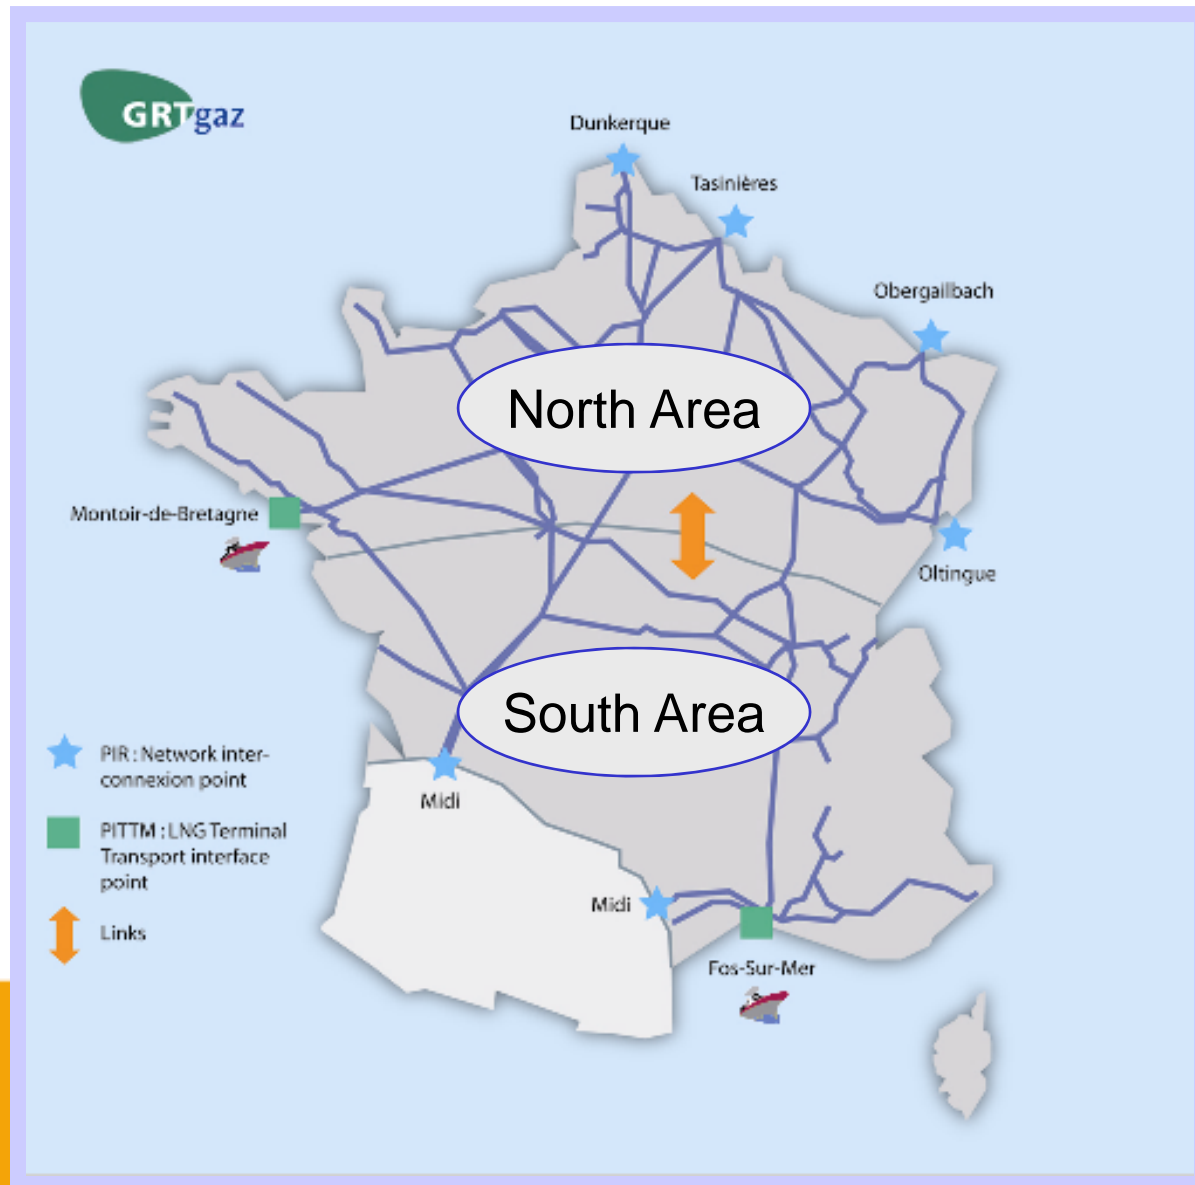 GRTgaz
Dunkerque
Tasinières
Obergailbach
North Area
Montoir-de-Bretagne
Oltingue
South Area
PIR : Network inter-
connexion point
Midi
PITTM : LNG Terminal
Transport interface
point
Midi
Links
Fos-Sur-Mer